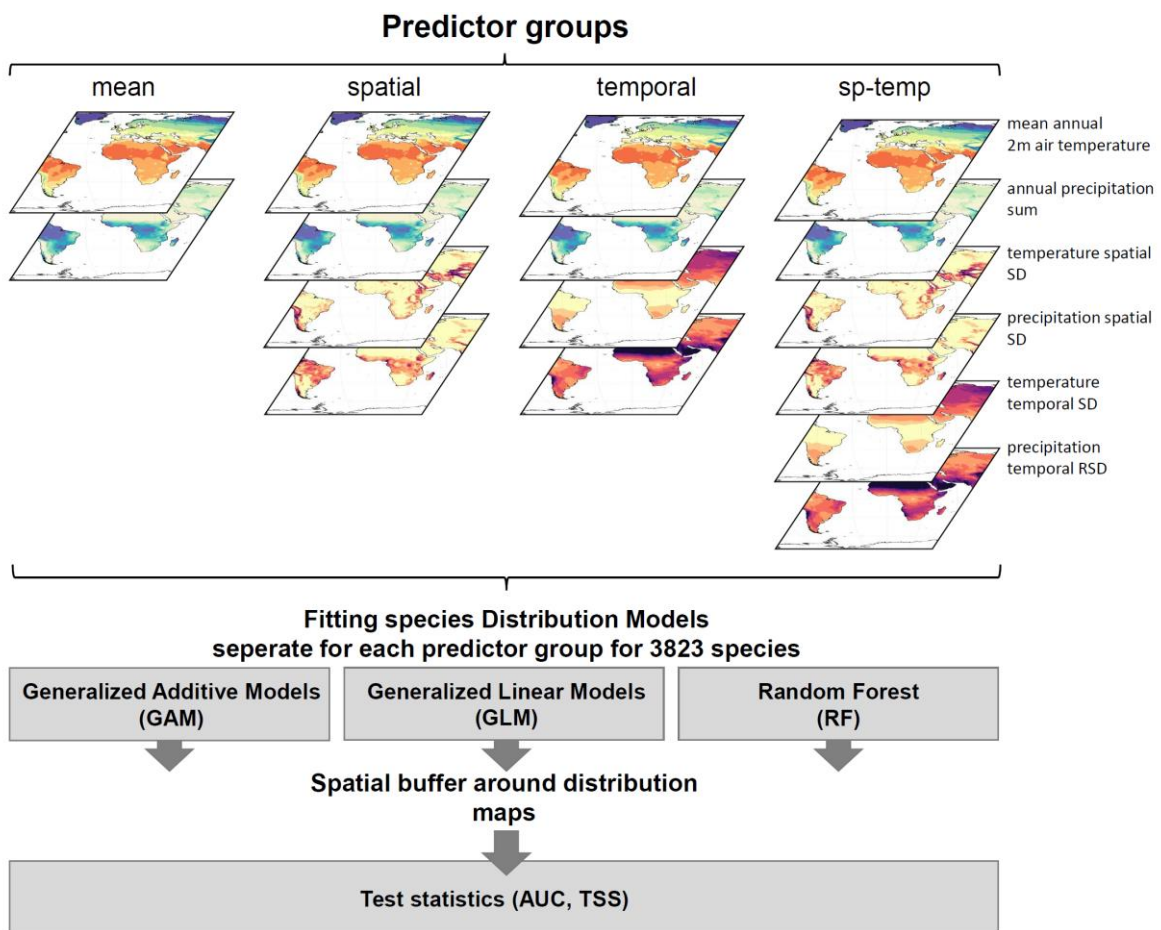 Predictor groups
mean
spatial
temporal
sp-temp
mean annual
2m air temperature
annual precipitation
sum
temperature spatial
SD
precipitation spatial
SD
temperature
temporal SD
precipitation
temporal RSD
Fitting species Distribution Models
seperate for each predictor group for 3823 species
Generalized Additive Models
(GAM)
Generalized Linear Models
(GLM)
Random Forest
(RF)
Spatial buffer around distribution
maps
Test statistics (AUC, TSS)